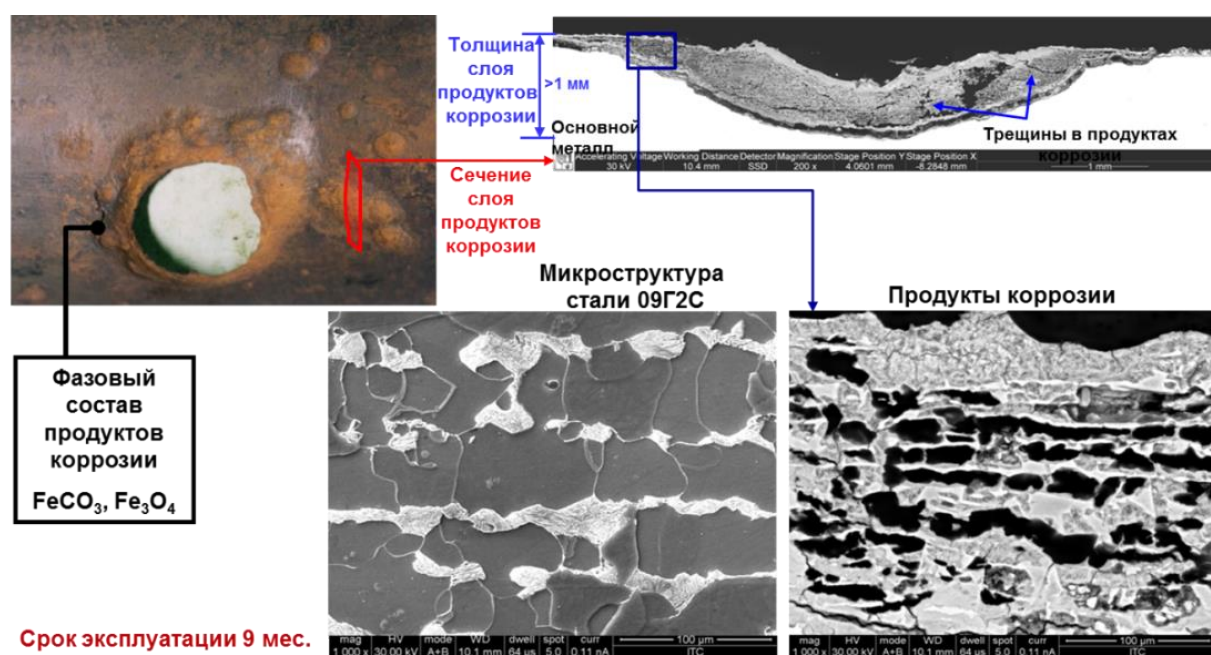 Толщина
слоя
продуктов
коррозии
>1 мм
Основной
металл
Трещины в продуктах
коррозии
Accelerating Voltage Working Distance Detector Magnification Stage Position Y Stage Position X
30 kV 10.4 mm SSD 200 x 4.0601 mm -8.2848 mm 1 mm
Сечение
слоя
продуктов
коррозии
Микроструктура
стали 09Г2С
Продукты коррозии
Фазовый
состав
продуктов
коррозии
FeCO₃, Fe₃O₄
Срок эксплуатации 9 мес.
mag HV mode WD dwell spot curr 100 µm
1 000 x 30.00 kV A+B 10.1 mm 64 µs 5.0 0.11 nA ITC
mag HV mode WD dwell spot curr 100 µm
1 000 x 30.00 kV A+B 10.1 mm 64 µs 5.0 0.11 nA ITC